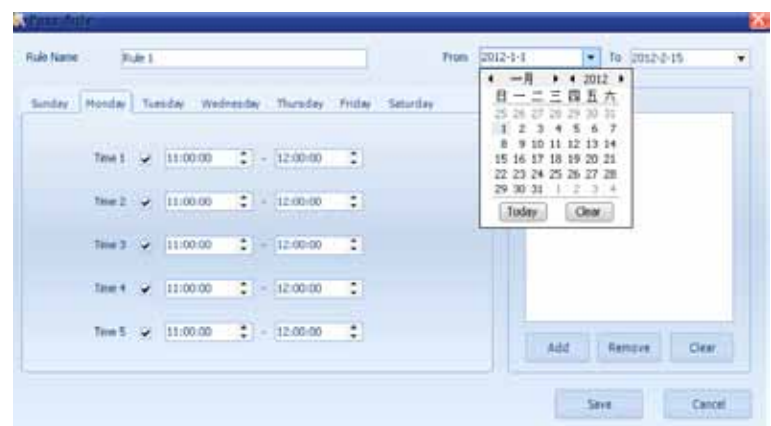 Pass Rule
Rule Name Rule 1 From 2012-1-1 To 2012-2-15
Sunday Monday Tuesday Wednesday Thursday Friday Saturday
一月 2012
日 一 二 三 四 五 六
25 26 27 28 29 30 31
1 2 3 4 5 6 7
8 9 10 11 12 13 14
15 16 17 18 19 20 21
22 23 24 25 26 27 28
29 30 31 1 2 3 4
Today Clear
Time 1 11:00:00 - 12:00:00
Time 2 11:00:00 - 12:00:00
Time 3 11:00:00 - 12:00:00
Time 4 11:00:00 - 12:00:00
Time 5 11:00:00 - 12:00:00
Add Remove Clear
Save Cancel